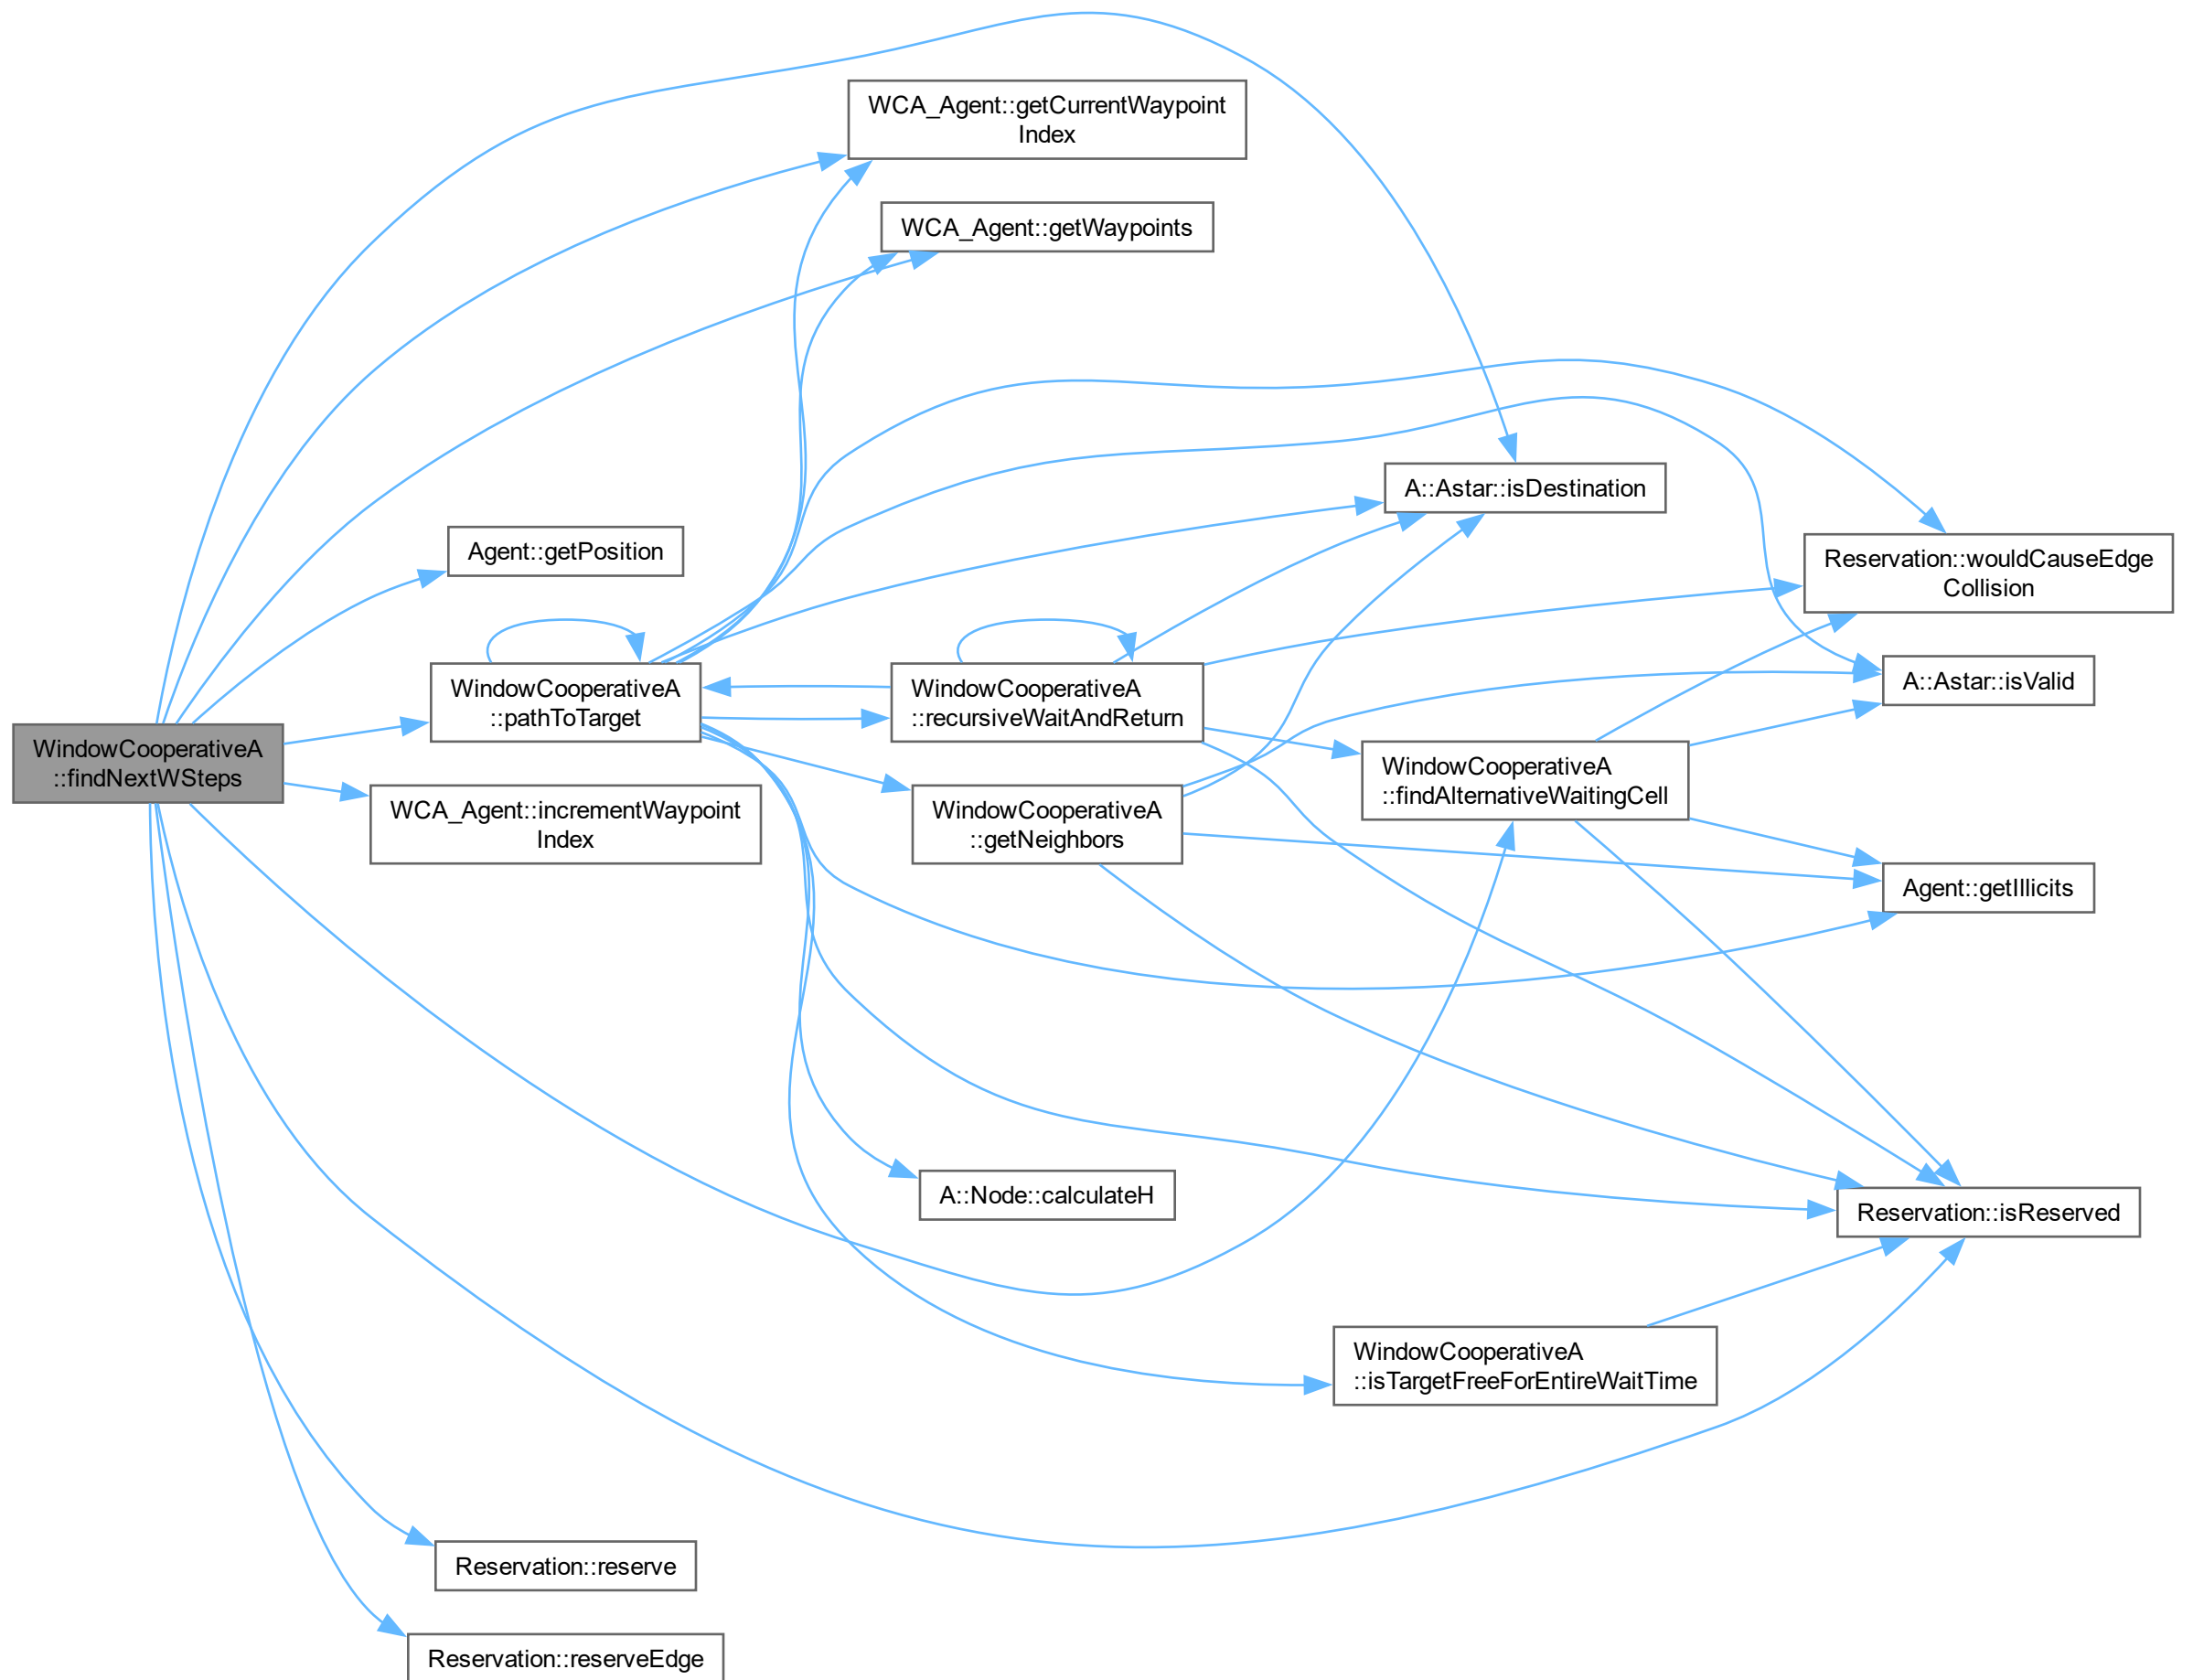 WCA_Agent::getCurrentWaypoint
Index
WCA_Agent::getWaypoints
A::Astar::isDestination
Agent::getPosition
Reservation::wouldCauseEdge
Collision
WindowCooperativeA
::pathToTarget
WindowCooperativeA
::recursiveWaitAndReturn
A::Astar::isValid
WindowCooperativeA
::findNextWSteps
WindowCooperativeA
::findAlternativeWaitingCell
WCA_Agent::incrementWaypoint
Index
WindowCooperativeA
::getNeighbors
Agent::getIllicits
A::Node::calculateH
Reservation::isReserved
WindowCooperativeA
::isTargetFreeForEntireWaitTime
Reservation::reserve
Reservation::reserveEdge